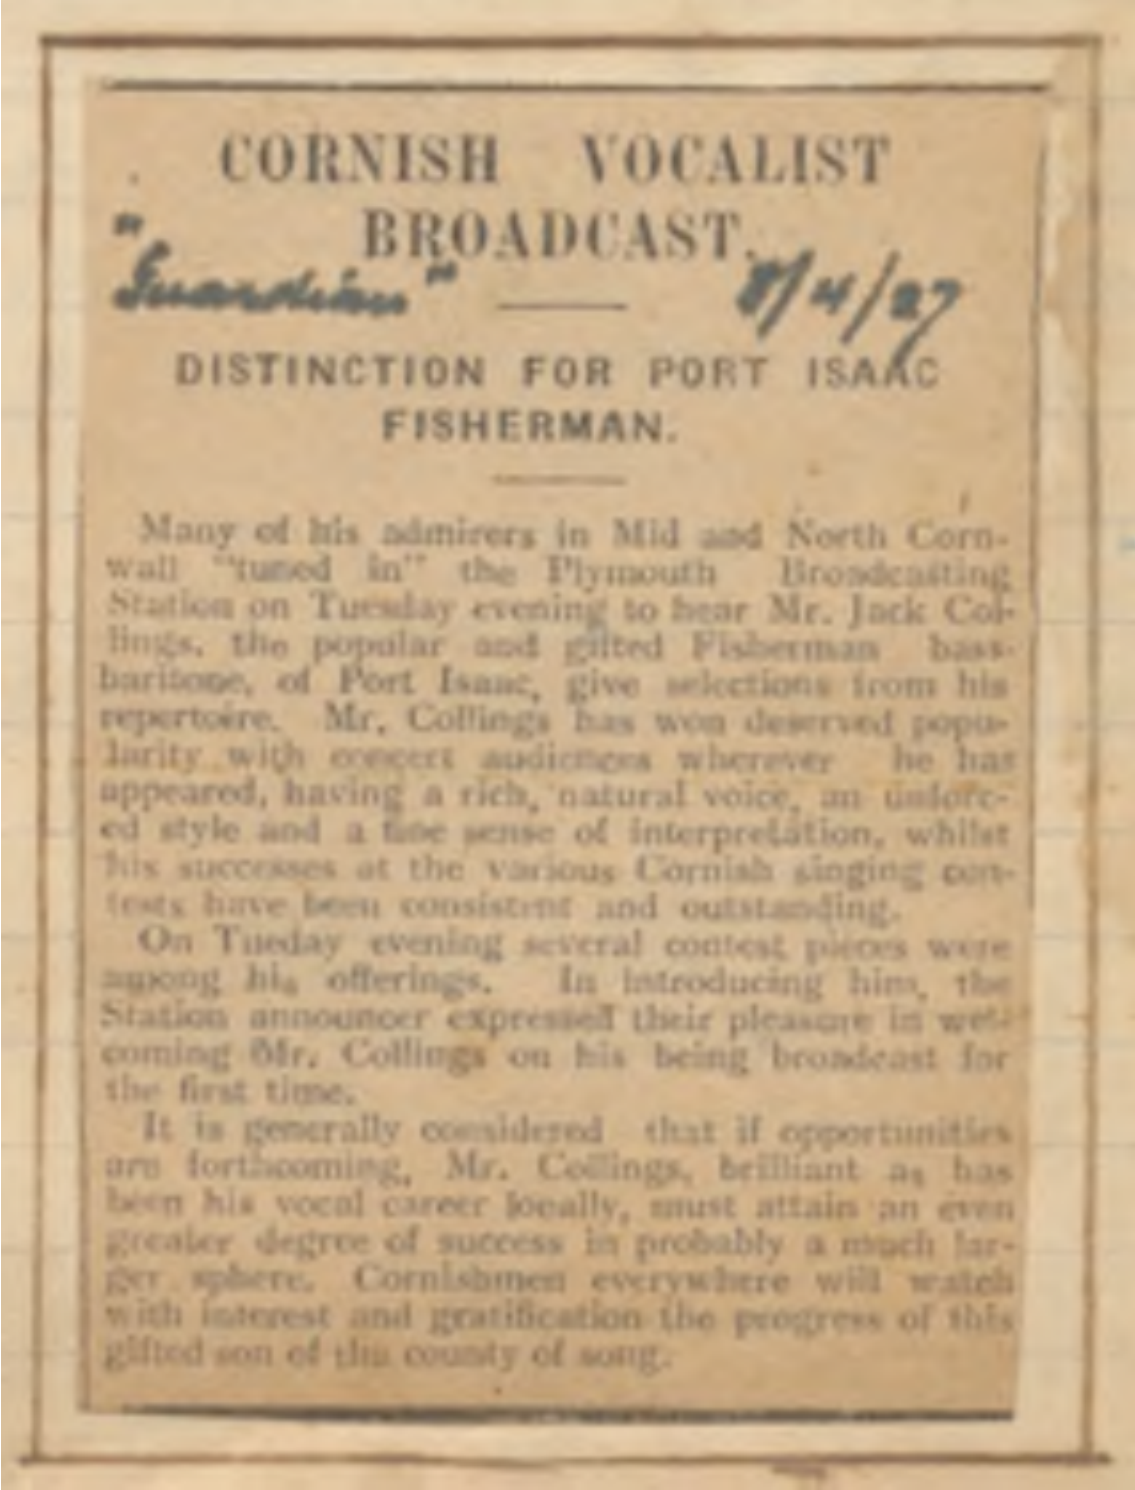 CORNISH VOCALIST
BROADCAST.
"Guardian" 8/4/27
DISTINCTION FOR PORT ISAAC
FISHERMAN.
Many of his admirers in Mid and North Corn-
wall "tuned in" the Plymouth Broadcasting
Station on Tuesday evening to hear Mr. Jack Col-
lings, the popular and gifted Fisherman bass-
baritone, of Port Isaac, give selections from his
repertoire. Mr. Collings has won deserved popu-
larity with concert audiences wherever he has
appeared, having a rich, natural voice, an unforc-
ed style and a fine sense of interpretation, whilst
his successes at the various Cornish singing con-
tests have been consistent and outstanding.
On Tueday evening several contest pieces were
among his offerings. In introducing him, the
Station announcer expressed their pleasure in wel-
coming Mr. Collings on his being broadcast for
the first time.
It is generally considered that if opportunities
are forthcoming, Mr. Collings, brilliant as has
been his vocal career locally, must attain an even
greater degree of success in probably a much lar-
ger sphere. Cornishmen everywhere will watch
with interest and gratification the progress of this
gifted son of the county of song.